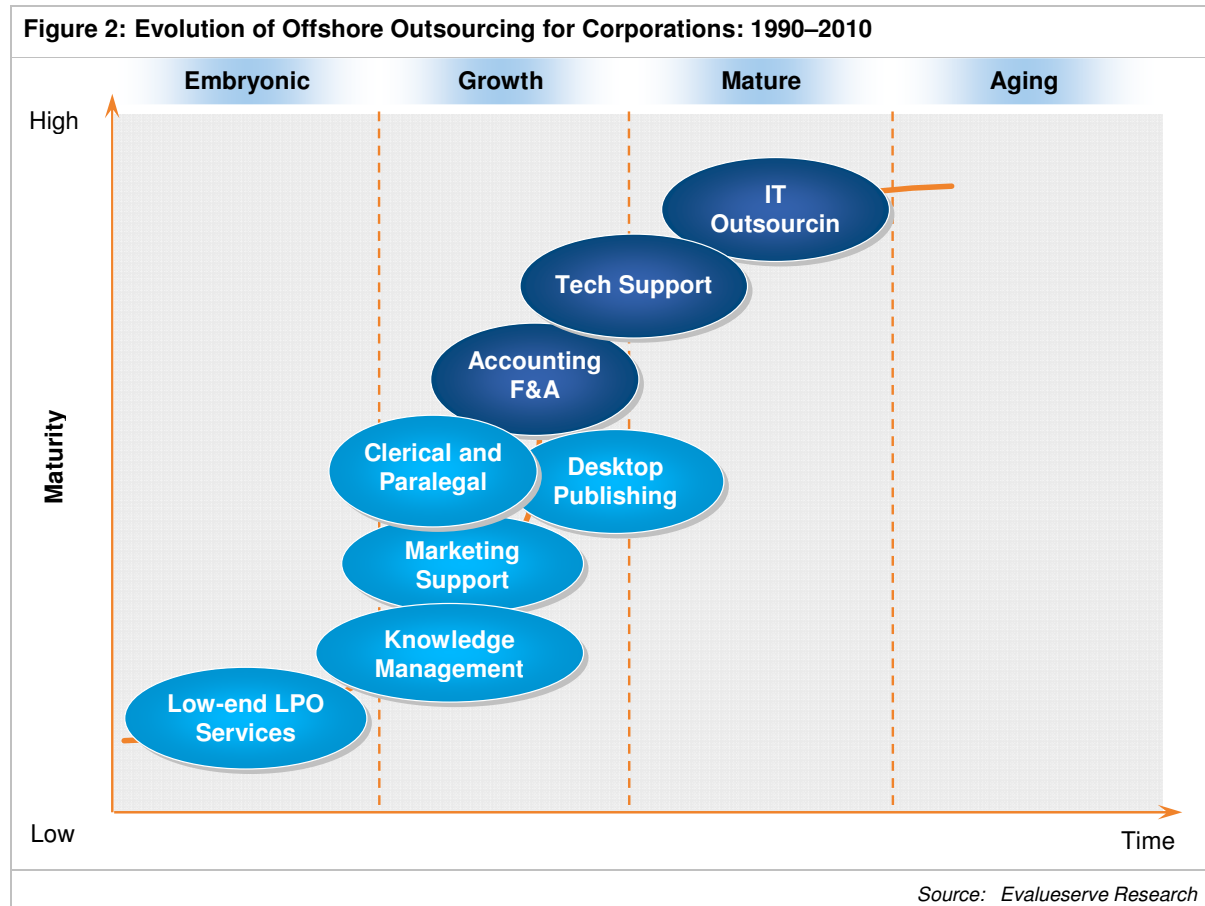 Figure 2: Evolution of Offshore Outsourcing for Corporations: 1990–2010
Embryonic Growth Mature Aging
High
IT
Outsourcin
Tech Support
Accounting
F&A
Clerical and
Paralegal
Desktop
Publishing
Maturity
Marketing
Support
Knowledge
Management
Low-end LPO
Services
Low
Time
Source: Evalueserve Research